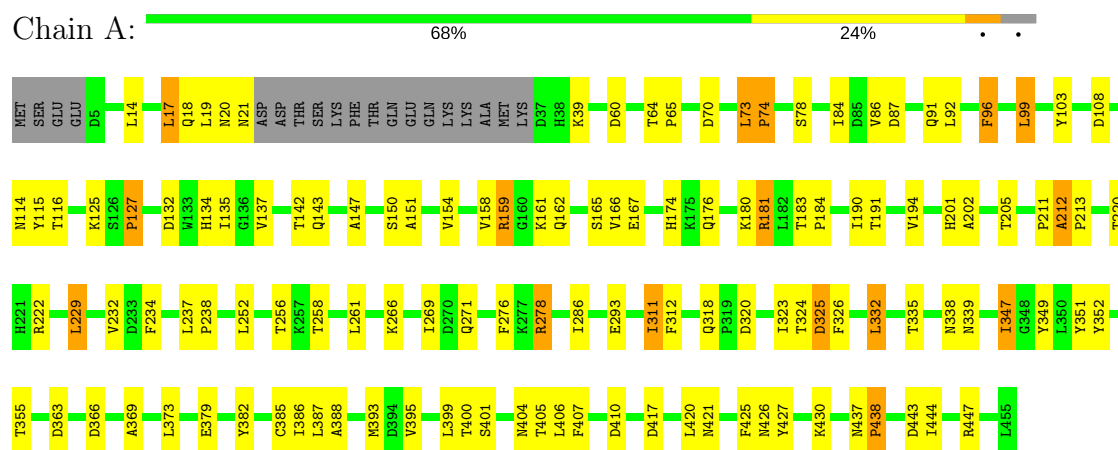 Chain A:
68% 24% • •
MET SER GLU GLU D5 L14 L17 Q18 L19 N20 N21 ASP ASP THR SER LYS PHE THR GLN GLU GLN LYS LYS ALA MET LYS D37 H38 K39 D60 T64 P65 D70 L73 P74 S78 I84 D85 V86 D87 Q91 L92 F96 L99 Y103 D108
N114 Y115 T116 K125 S126 P127 D132 W133 H134 I135 G136 V137 T142 Q143 A147 S150 A151 V154 V158 R159 G160 K161 Q162 S165 V166 E167 H174 K175 Q176 K180 R181 L182 T183 P184 I190 T191 V194 H201 A202 T205 P211 A212 P213
H221 R222 L229 V232 D233 F234 L237 P238 L252 T256 K257 T258 L261 K266 I269 D270 Q271 F276 K277 R278 I286 E293 I311 F312 Q318 P319 D320 I323 T324 D325 F326 L332 T335 N338 N339 I347 G348 Y349 L350 Y351 Y352
T355 D363 D366 A369 L373 E379 Y382 C385 I386 L387 A388 M393 D394 V395 L399 T400 S401 N404 T405 L406 F407 D410 D417 L420 N421 F425 N426 Y427 K430 N437 P438 D443 I444 R447 L455